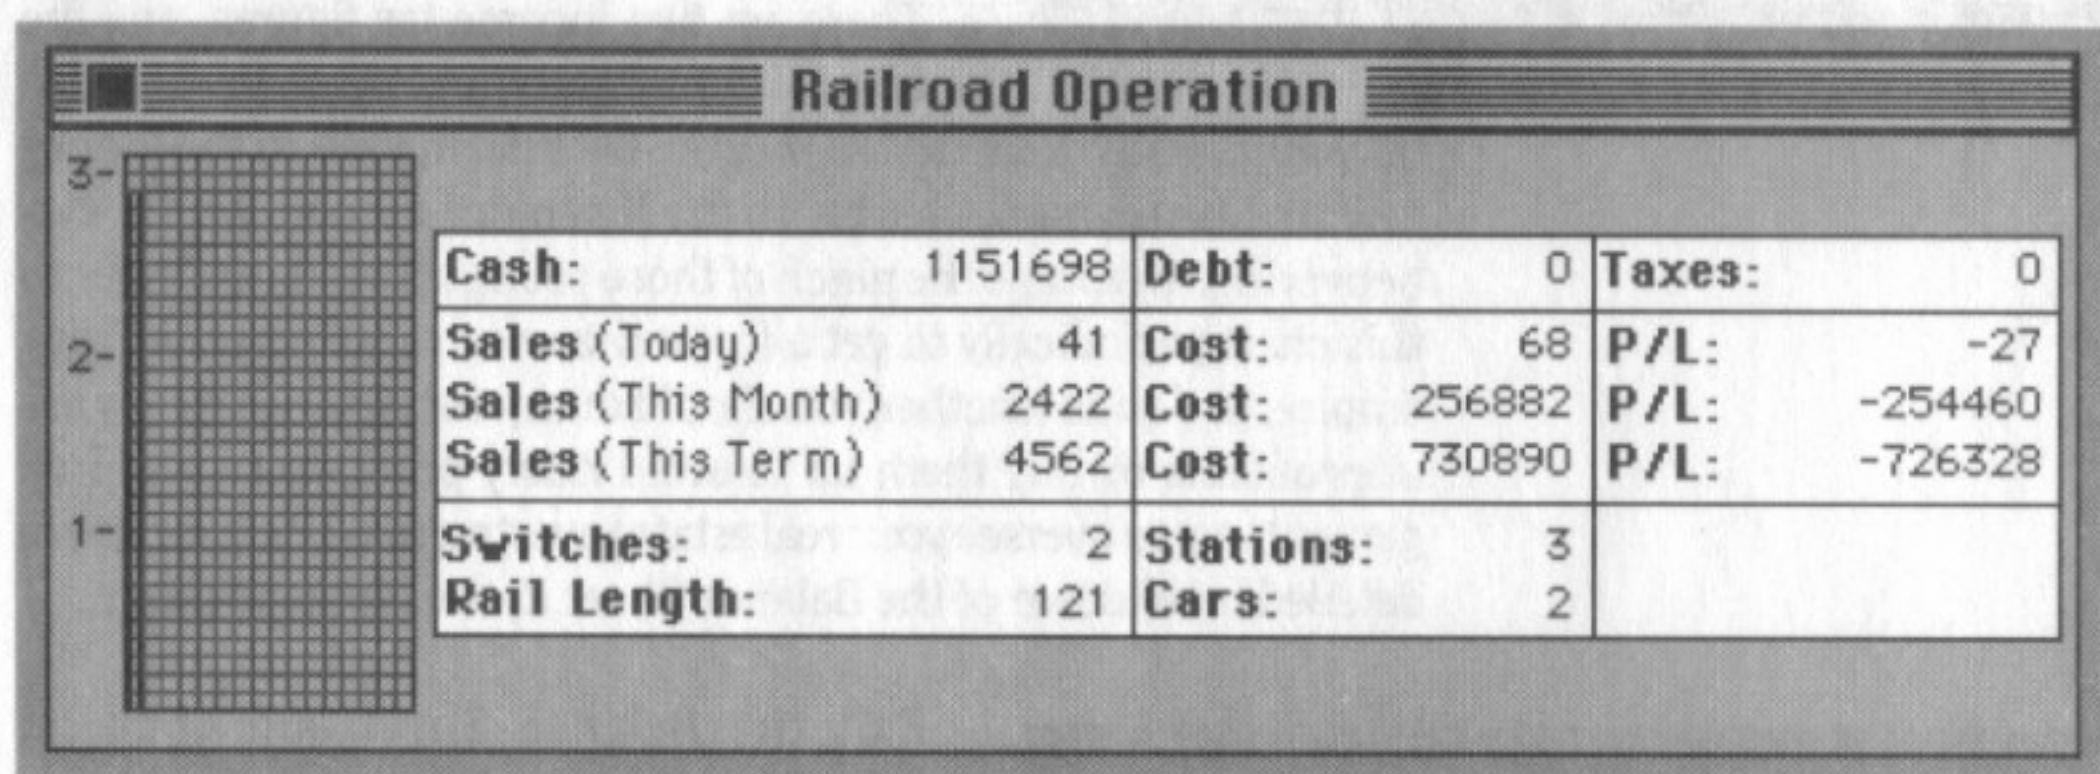 Railroad Operation
3-
2-
1-
Cash: 1151698 Debt: 0 Taxes: 0
Sales (Today) 41 Cost: 68 P/L: -27
Sales (This Month) 2422 Cost: 256882 P/L: -254460
Sales (This Term) 4562 Cost: 730890 P/L: -726328
Switches: 2 Stations: 3
Rail Length: 121 Cars: 2